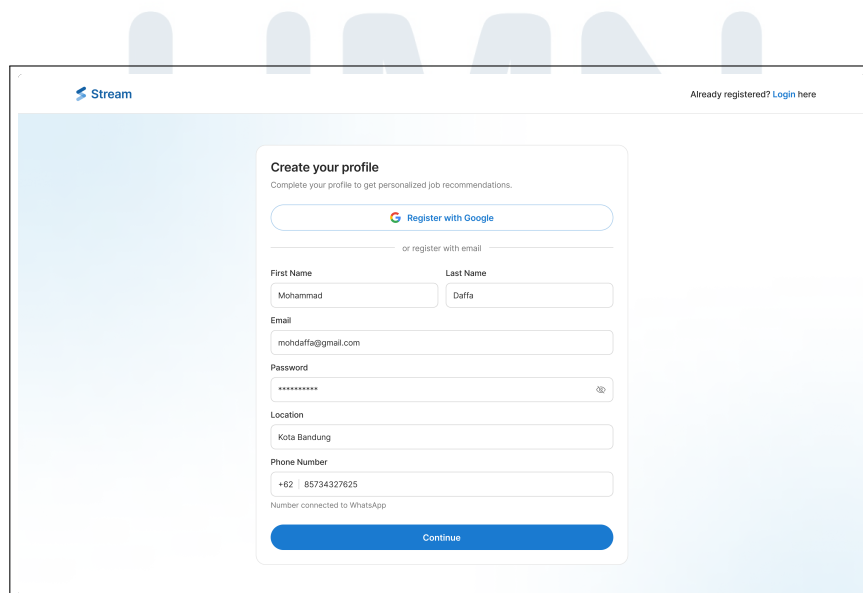 Stream
Already registered? Login here
Create your profile
Complete your profile to get personalized job recommendations.
Register with Google
or register with email
First Name Last Name
Mohammad Daffa
Email
mohdaffa@gmail.com
Password
**********
Location
Kota Bandung
Phone Number
+62 85734327625
Number connected to WhatsApp
Continue